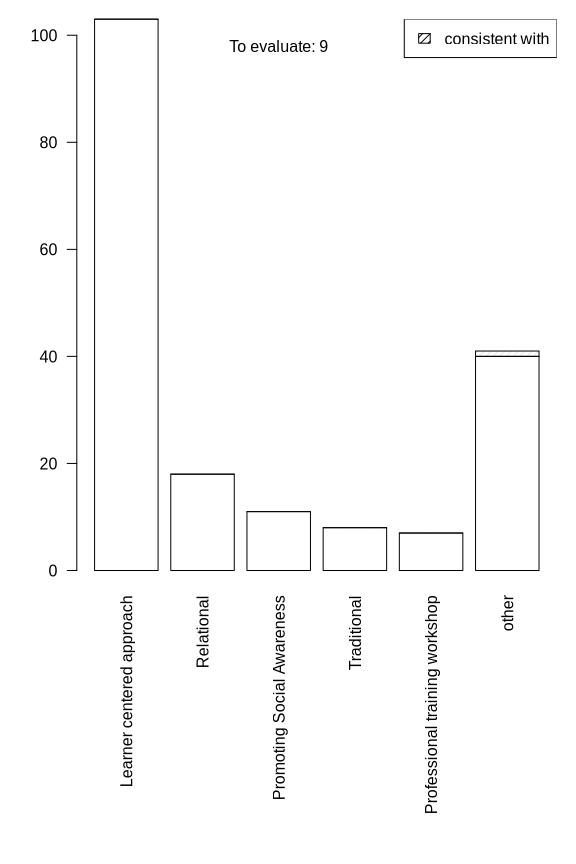 To evaluate: 9
consistent with
100
80
60
40
20
0
Learner centered approach
Relational
Promoting Social Awareness
Traditional
Professional training workshop
other